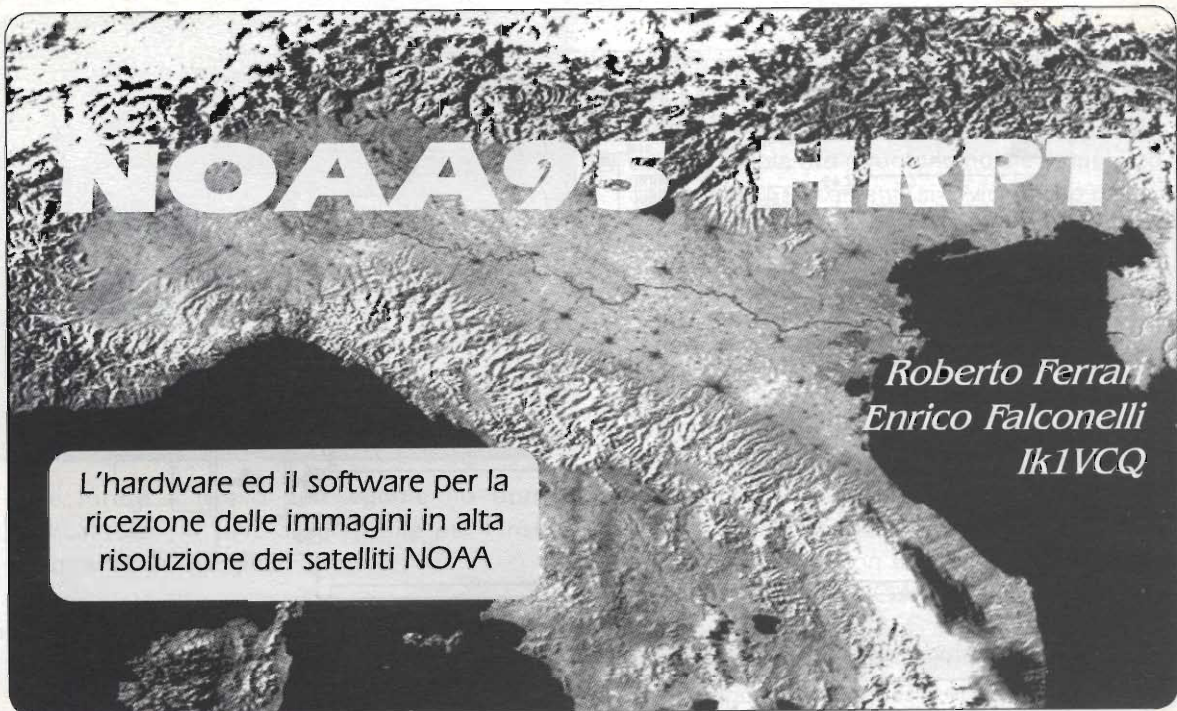 NOAA95 HRPT
Roberto Ferrari
Enrico Falconelli
Ik1VCQ
L'hardware ed il software per la
ricezione delle immagini in alta
risoluzione dei satelliti NOAA